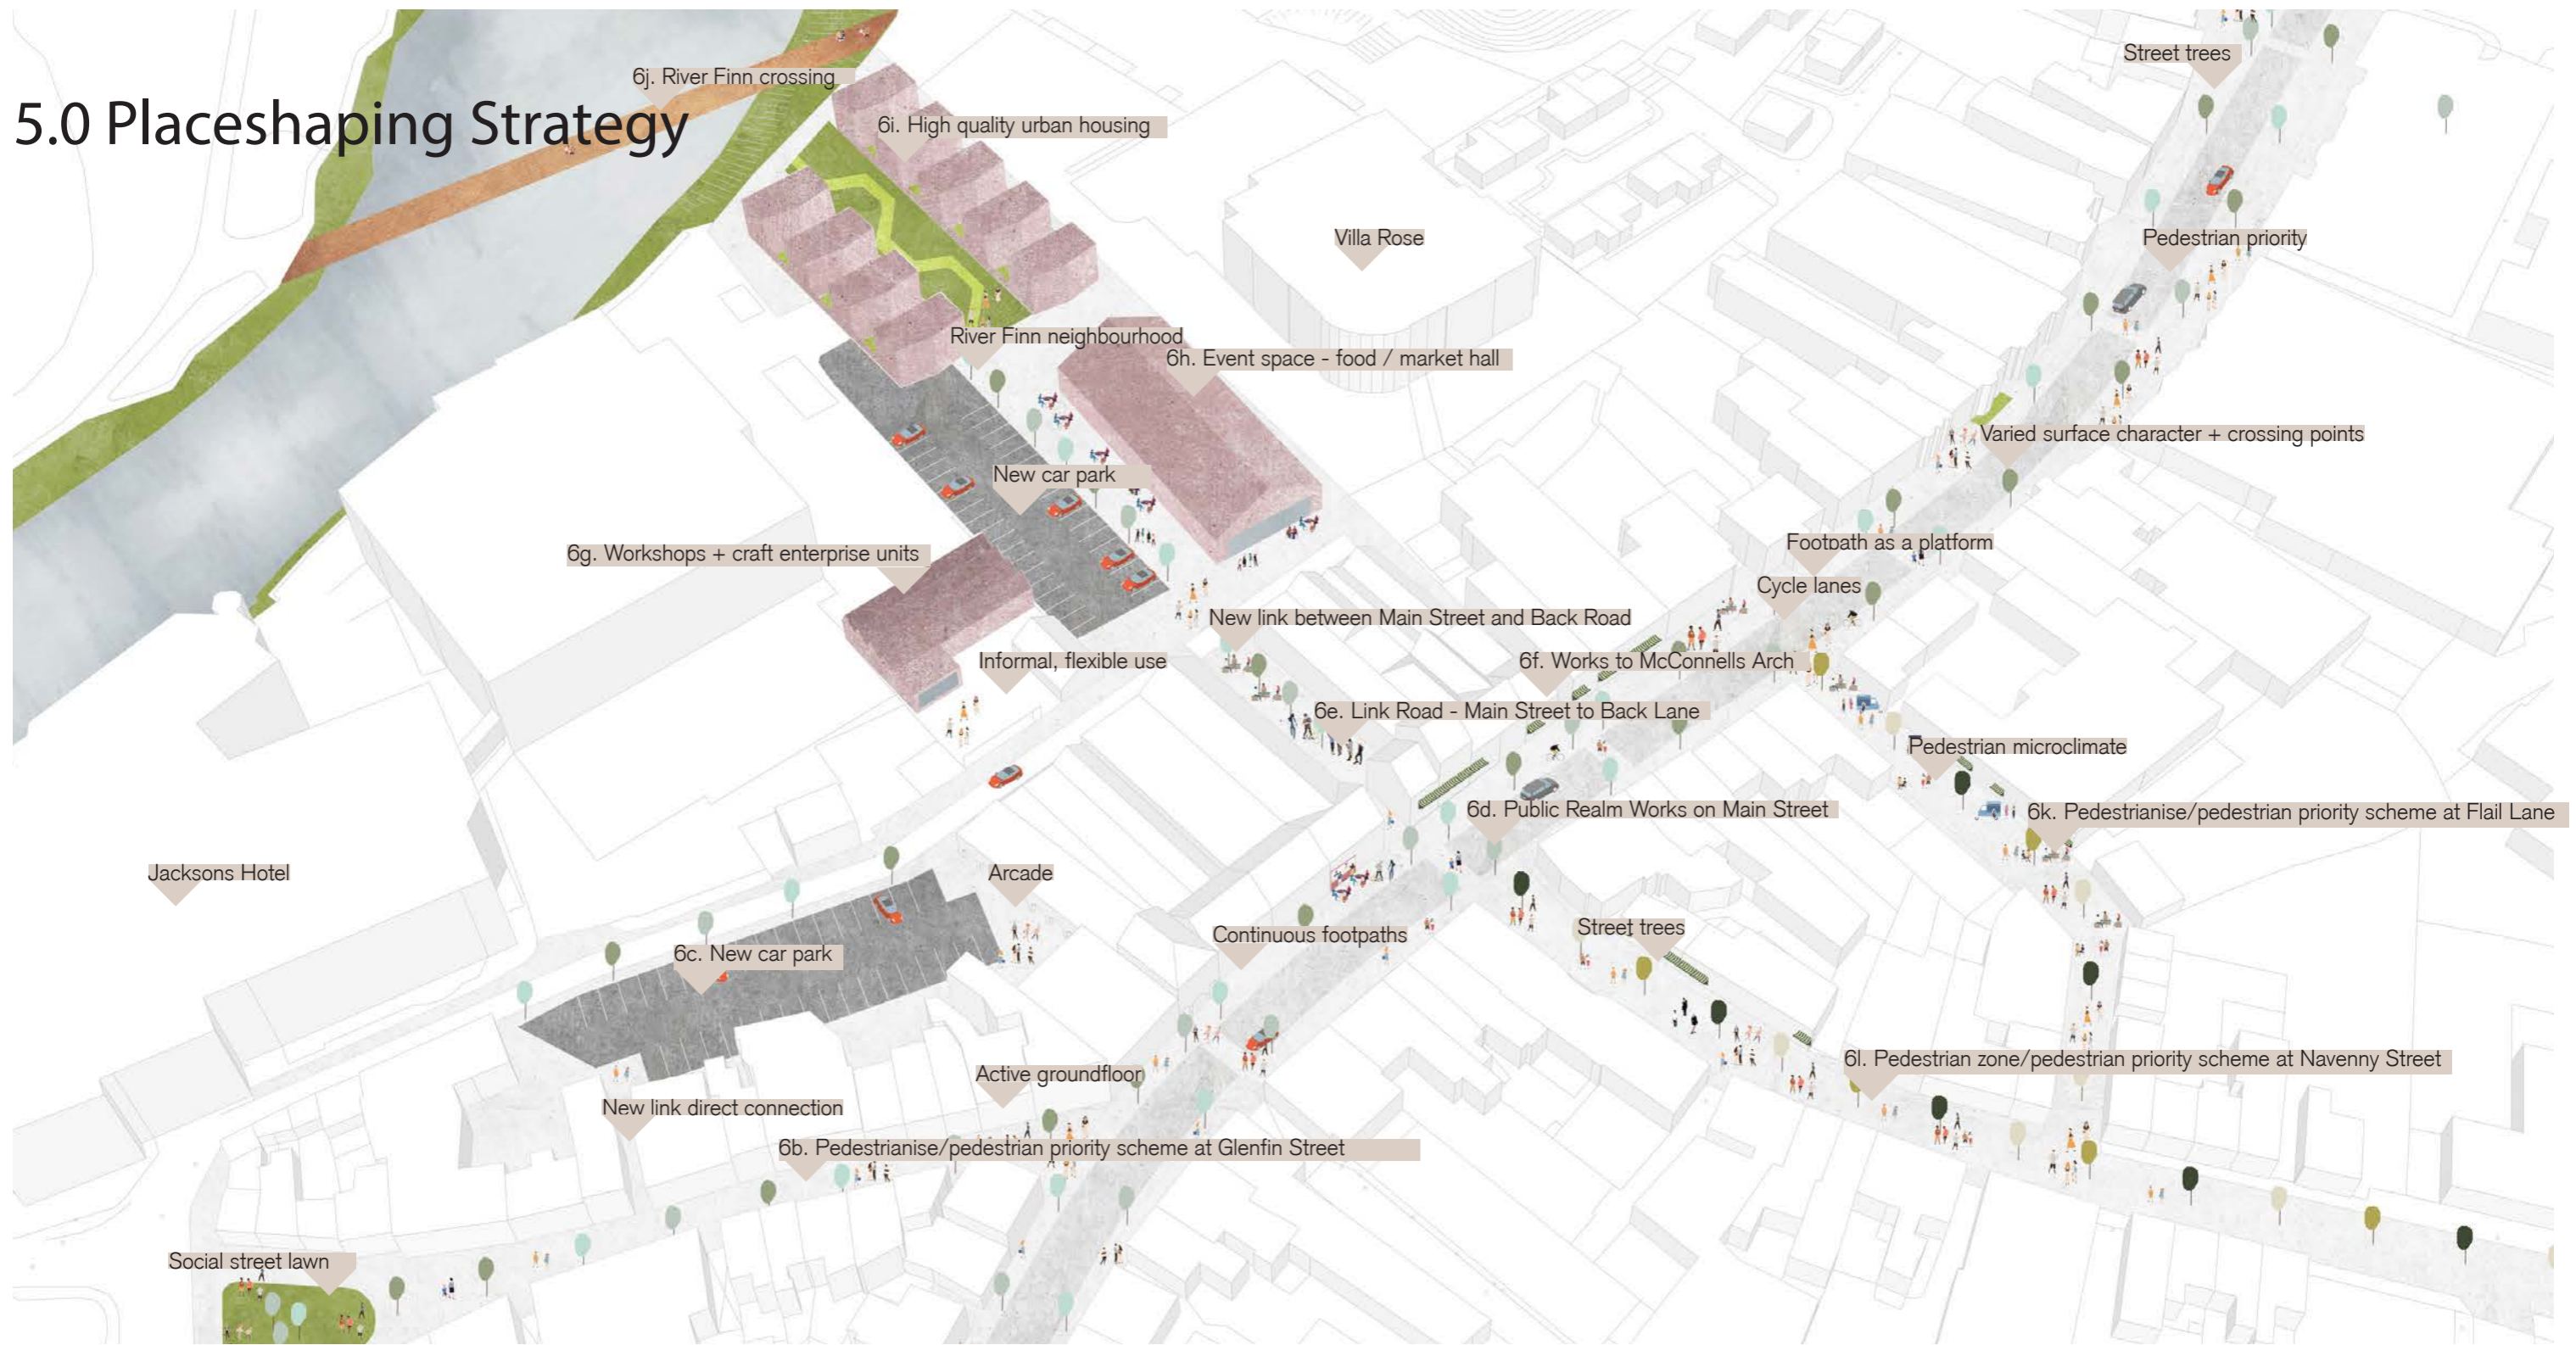 5.0 Placeshaping Strategy
6j. River Finn crossing
Street trees
6i. High quality urban housing
Villa Rose
Pedestrian priority
River Finn neighbourhood
6h. Event space - food / market hall
Varied surface character + crossing points
New car park
6g. Workshops + craft enterprise units
Footpath as a platform
Cycle lanes
New link between Main Street and Back Road
Informal, flexible use
6f. Works to McConnells Arch
6e. Link Road - Main Street to Back Lane
Pedestrian microclimate
6d. Public Realm Works on Main Street
6k. Pedestrianise/pedestrian priority scheme at Flail Lane
Jacksons Hotel
Arcade
Street trees
Continuous footpaths
6c. New car park
6l. Pedestrian zone/pedestrian priority scheme at Navenny Street
Active groundfloor
New link direct connection
6b. Pedestrianise/pedestrian priority scheme at Glenfin Street
Social street lawn